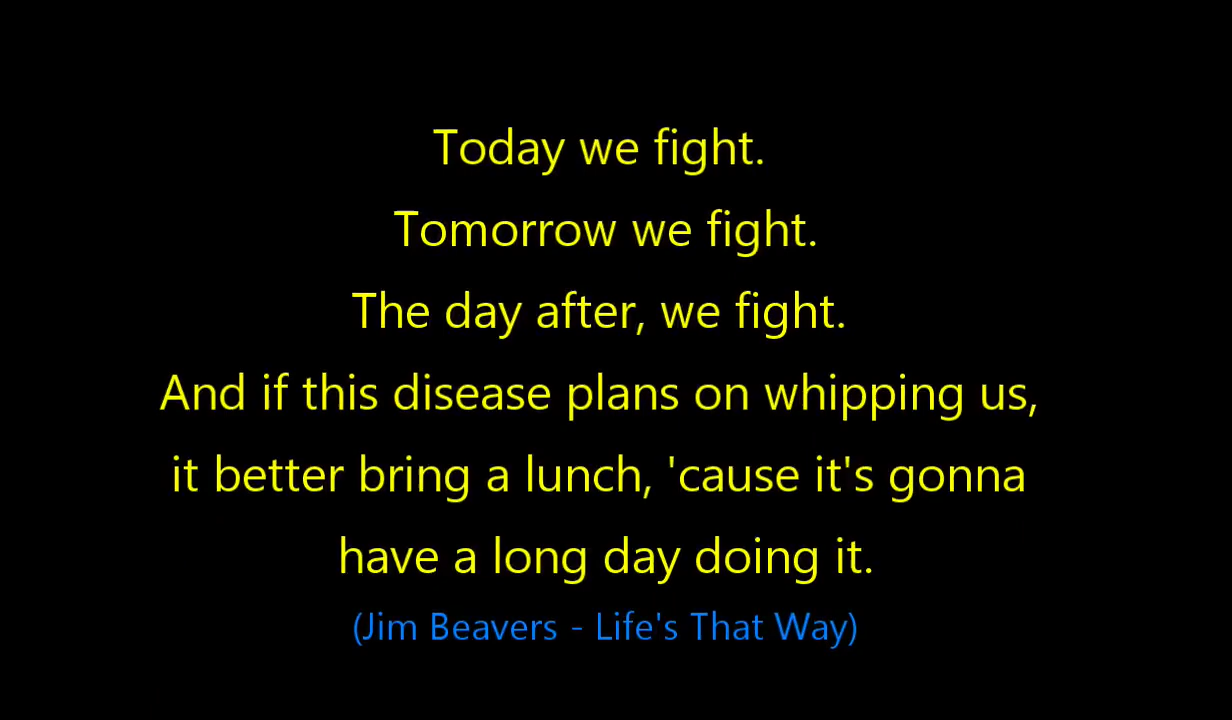 Today we fight.
Tomorrow we fight.
The day after, we fight.
And if this disease plans on whipping us,
it better bring a lunch, 'cause it's gonna
have a long day doing it.
(Jim Beavers - Life's That Way)